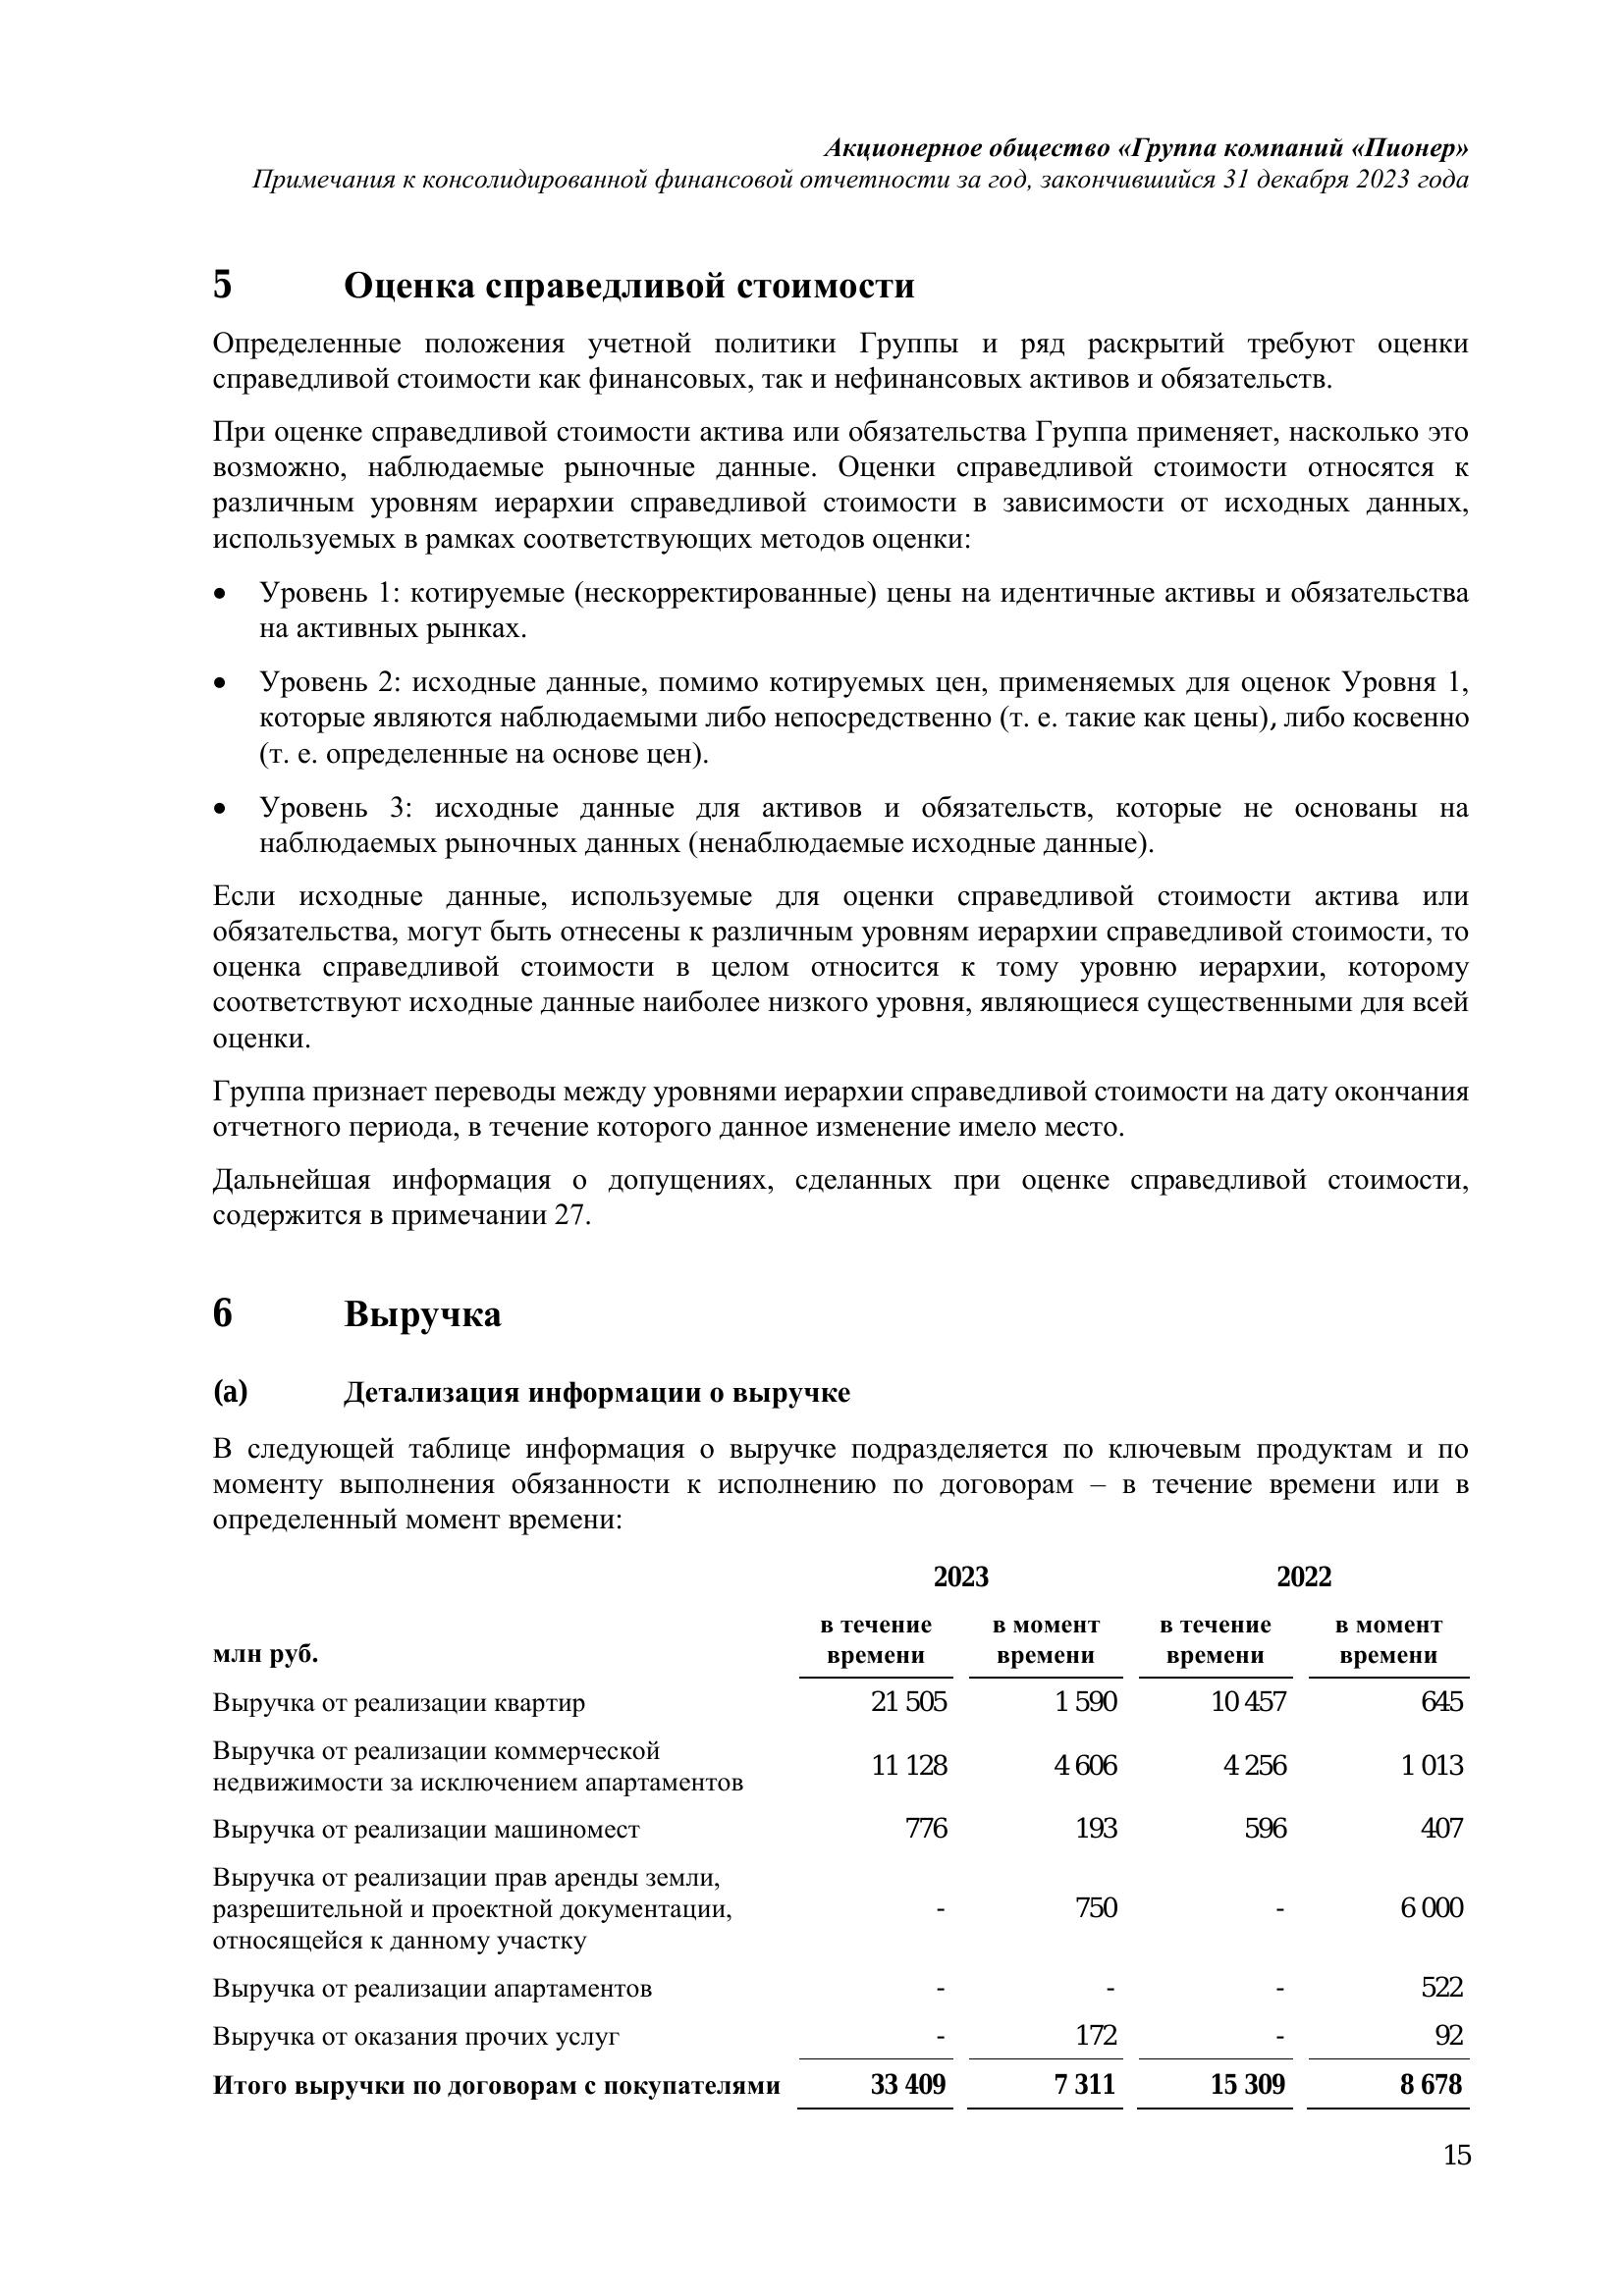 Акционерное общество «Группа компаний «Пионер»
Примечания к консолидированной финансовой отчетности за год, закончившийся 31 декабря 2023 года
5 Оценка справедливой стоимости
Определенные положения учетной политики Группы и ряд раскрытий требуют оценки
справедливой стоимости как финансовых, так и нефинансовых активов и обязательств.
При оценке справедливой стоимости актива или обязательства Группа применяет, насколько это
возможно, наблюдаемые рыночные данные. Оценки справедливой стоимости относятся к
различным уровням иерархии справедливой стоимости в зависимости от исходных данных,
используемых в рамках соответствующих методов оценки:
• Уровень 1: котируемые (нескорректированные) цены на идентичные активы и обязательства
на активных рынках.
• Уровень 2: исходные данные, помимо котируемых цен, применяемых для оценок Уровня 1,
которые являются наблюдаемыми либо непосредственно (т. е. такие как цены), либо косвенно
(т. е. определенные на основе цен).
• Уровень 3: исходные данные для активов и обязательств, которые не основаны на
наблюдаемых рыночных данных (ненаблюдаемые исходные данные).
Если исходные данные, используемые для оценки справедливой стоимости актива или
обязательства, могут быть отнесены к различным уровням иерархии справедливой стоимости, то
оценка справедливой стоимости в целом относится к тому уровню иерархии, которому
соответствуют исходные данные наиболее низкого уровня, являющиеся существенными для всей
оценки.
Группа признает переводы между уровнями иерархии справедливой стоимости на дату окончания
отчетного периода, в течение которого данное изменение имело место.
Дальнейшая информация о допущениях, сделанных при оценке справедливой стоимости,
содержится в примечании 27.
6 Выручка
(a) Детализация информации о выручке
В следующей таблице информация о выручке подразделяется по ключевым продуктам и по
моменту выполнения обязанности к исполнению по договорам – в течение времени или в
определенный момент времени:
2023 2022
в течение в момент в течение в момент
млн руб. времени времени времени времени
Выручка от реализации квартир 21 505 1 590 10 457 645
Выручка от реализации коммерческой
недвижимости за исключением апартаментов 11 128 4 606 4 256 1 013
Выручка от реализации машиномест 776 193 596 407
Выручка от реализации прав аренды земли,
разрешительной и проектной документации, - 750 - 6 000
относящейся к данному участку
Выручка от реализации апартаментов - - - 522
Выручка от оказания прочих услуг - 172 - 92
Итого выручки по договорам с покупателями 33 409 7 311 15 309 8 678
15